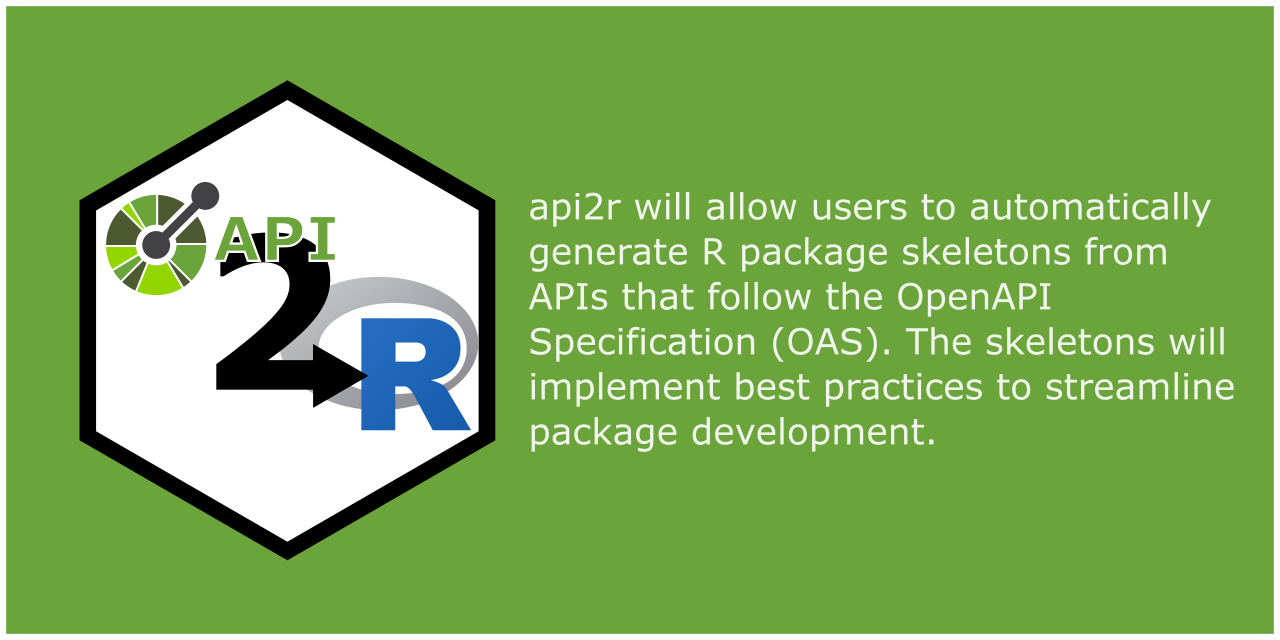 API
2
R
api2r will allow users to automatically
generate R package skeletons from
APIs that follow the OpenAPI
Specification (OAS). The skeletons will
implement best practices to streamline
package development.